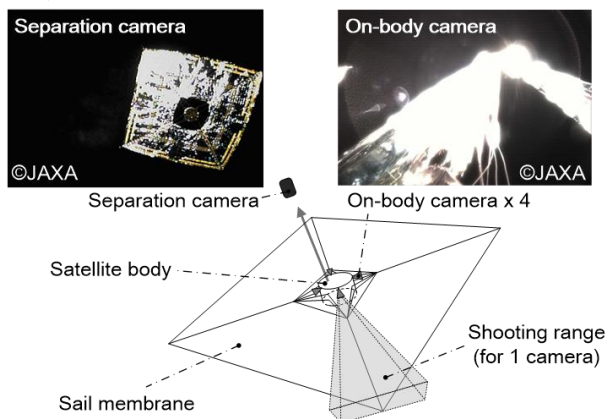 Separation camera
On-body camera
©JAXA
©JAXA
Separation camera
On-body camera x 4
Satellite body
Shooting range
(for 1 camera)
Sail membrane